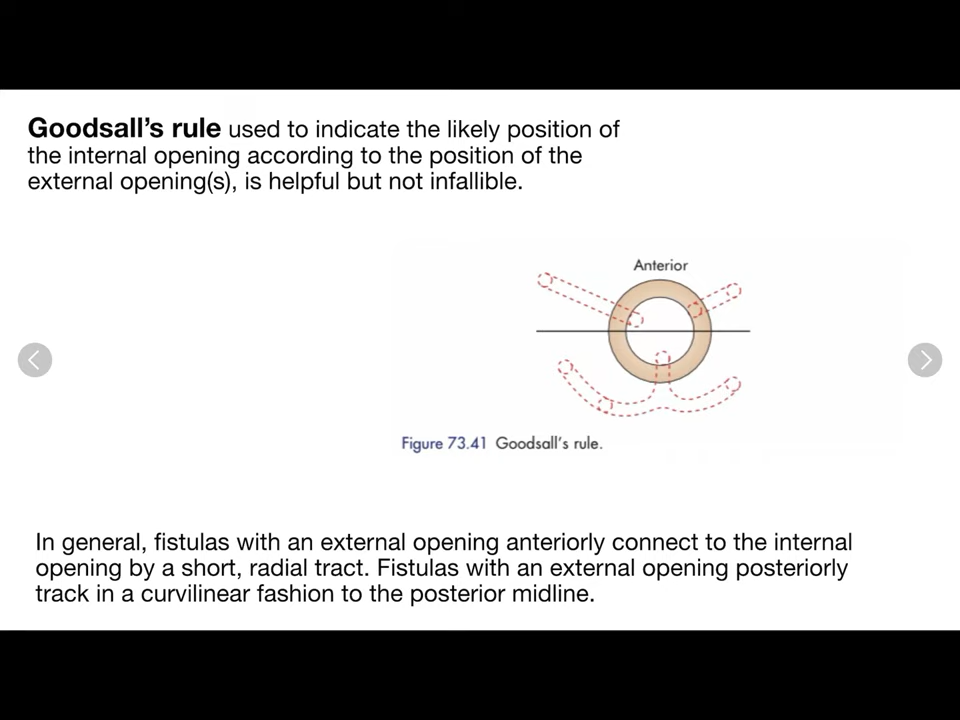 Goodsall's rule used to indicate the likely position of
the internal opening according to the position of the
external opening(s), is helpful but not infallible.
Anterior
Figure 73.41 Goodsall's rule.
In general, fistulas with an external opening anteriorly connect to the internal
opening by a short, radial tract. Fistulas with an external opening posteriorly
track in a curvilinear fashion to the posterior midline.